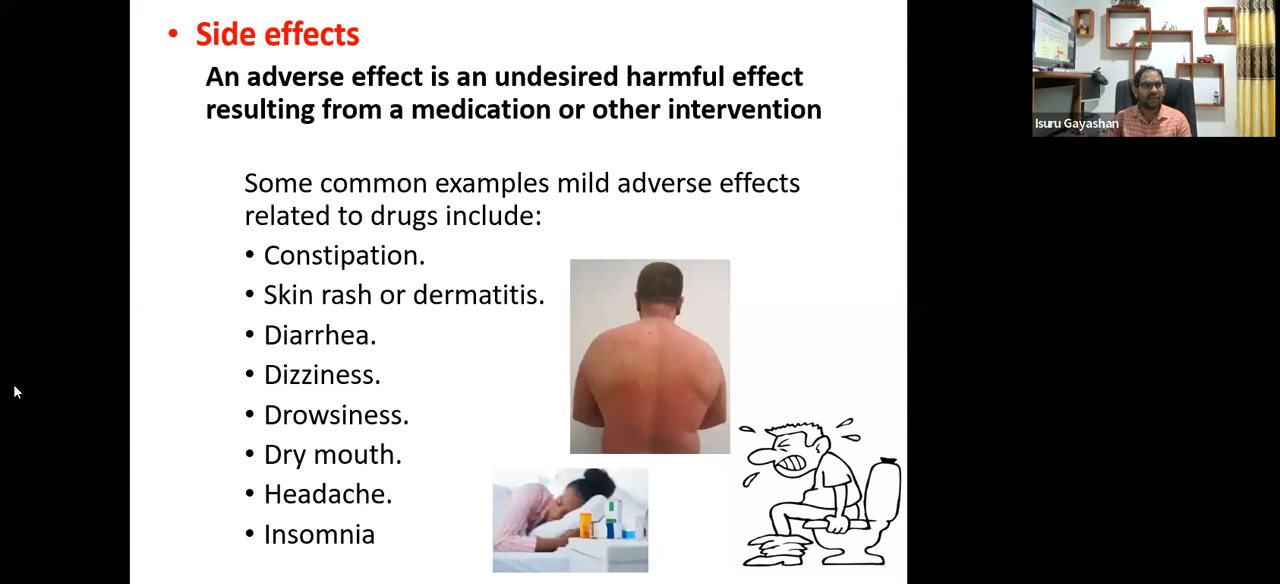 • Side effects
An adverse effect is an undesired harmful effect
resulting from a medication or other intervention
Some common examples mild adverse effects
related to drugs include:
• Constipation.
• Skin rash or dermatitis.
• Diarrhea.
• Dizziness.
• Drowsiness.
• Dry mouth.
• Headache.
• Insomnia
Isuru Gayashan